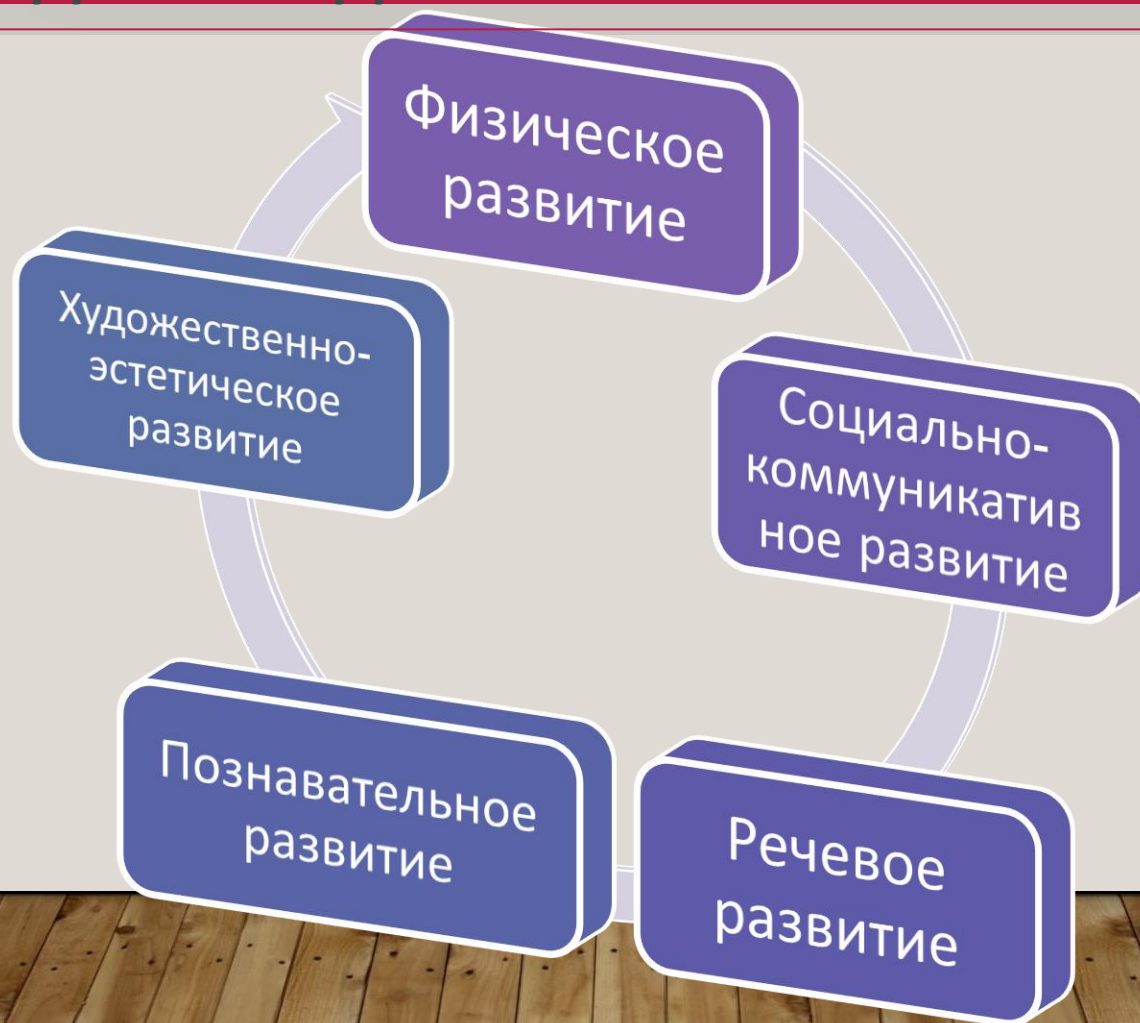 Физическое
развитие
Социально-
коммуникатив
ное развитие
Речевое
развитие
Познавательное
развитие
Художественно-
эстетическое
развитие